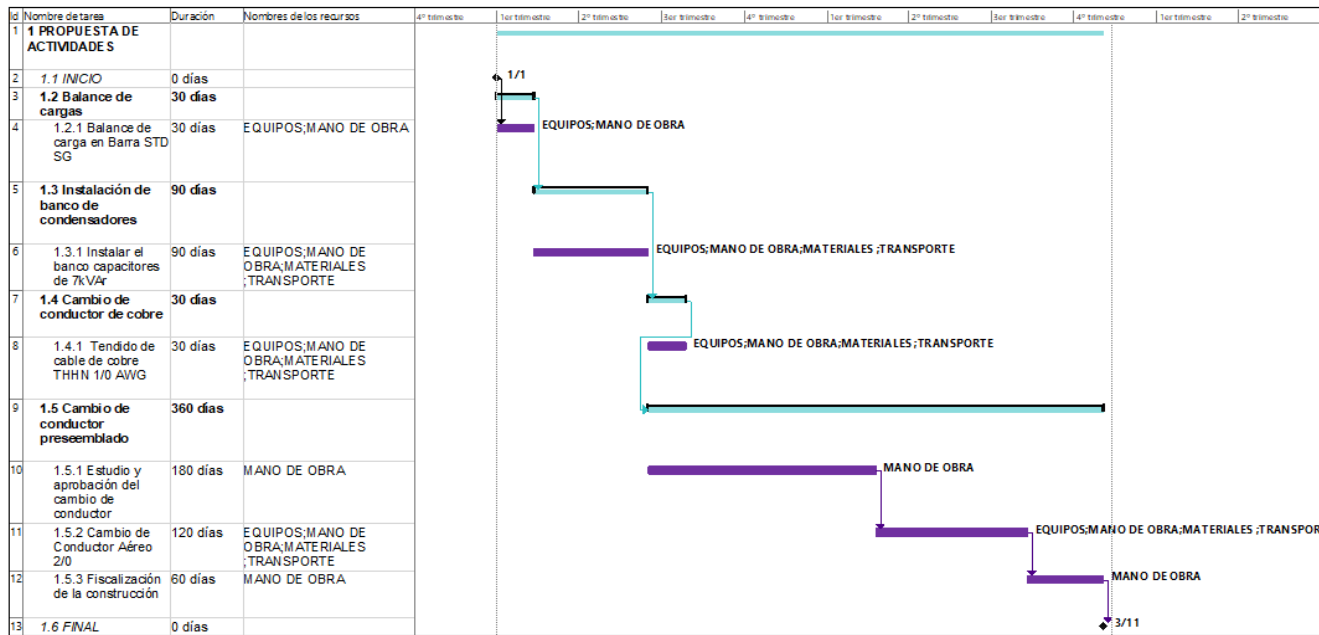 Id Nombre de tarea Duración Nombres de los recursos 4º trimestre 1er trimestre 2º trimestre 3er trimestre 4º trimestre 1er trimestre 2º trimestre 3er trimestre 4º trimestre 1er trimestre 2º trimestre
1 1 PROPUESTA DE
ACTIVIDADES
2 1.1 INICIO 0 días 1/1
3 1.2 Balance de 30 días
cargas
4 1.2.1 Balance de 30 días EQUIPOS;MANO DE OBRA EQUIPOS;MANO DE OBRA
carga en Barra STD
SG
5 1.3 Instalación de 90 días
banco de
condensadores
6 1.3.1 Instalar el 90 días EQUIPOS;MANO DE EQUIPOS;MANO DE OBRA;MATERIALES ;TRANSPORTE
banco capacitores OBRA;MATERIALES
de 7kVAr ;TRANSPORTE
7 1.4 Cambio de 30 días
conductor de cobre
8 1.4.1 Tendido de 30 días EQUIPOS;MANO DE EQUIPOS;MANO DE OBRA;MATERIALES ;TRANSPORTE
cable de cobre OBRA;MATERIALES
THHN 1/0 AWG ;TRANSPORTE
9 1.5 Cambio de 360 días
conductor
preseemblado
10 1.5.1 Estudio y 180 días MANO DE OBRA MANO DE OBRA
aprobación del
cambio de
conductor
11 1.5.2 Cambio de 120 días EQUIPOS;MANO DE EQUIPOS;MANO DE OBRA;MATERIALES ;TRANSPOR
Conductor Aéreo OBRA;MATERIALES
2/0 ;TRANSPORTE
12 1.5.3 Fiscalización 60 días MANO DE OBRA MANO DE OBRA
de la construcción
13 1.6 FINAL 0 días 3/11